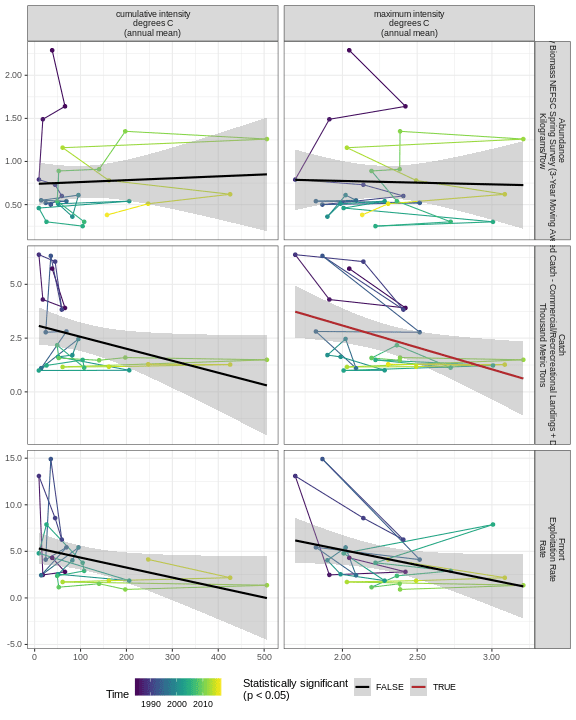 cumulative intensity
degrees C
(annual mean)
maximum intensity
degrees C
(annual mean)
2.00
1.50
1.00
0.50
Abundance
Biomass NEFSC Spring Survey (3-Year Moving
Kilograms/Tow
5.0
2.5
0.0
Catch
Catch - Commercial/Recreational Landings +
Thousand Metric Tons
15.0
10.0
5.0
0.0
-5.0
Fmort
Exploitation Rate
Rate
0
100
200
300
400
500
2.00
2.50
3.00
Time
1990
2000
2010
Statistically significant
(p < 0.05)
FALSE
TRUE